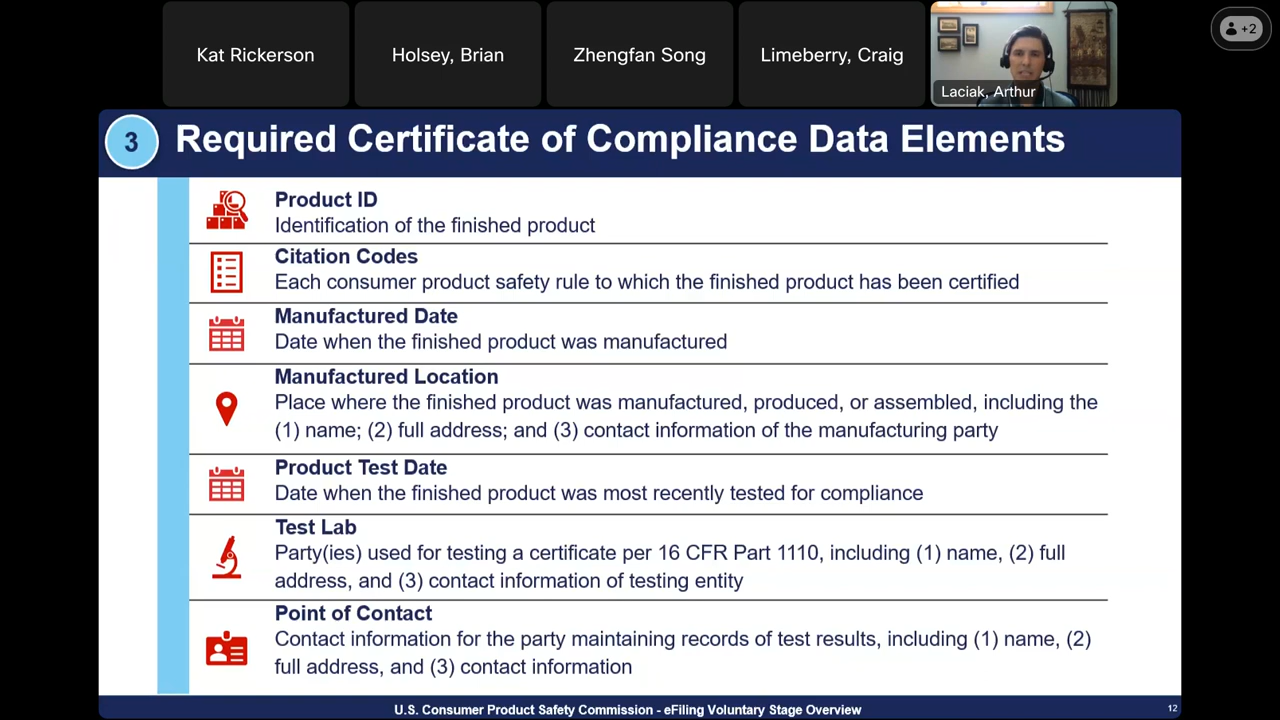 Kat Rickerson
Holsey, Brian
Zhengfan Song
Limeberry, Craig
Laciak, Arthur
+2
3
Required Certificate of Compliance Data Elements
Product ID
Identification of the finished product
Citation Codes
Each consumer product safety rule to which the finished product has been certified
Manufactured Date
Date when the finished product was manufactured
Manufactured Location
Place where the finished product was manufactured, produced, or assembled, including the
(1) name; (2) full address; and (3) contact information of the manufacturing party
Product Test Date
Date when the finished product was most recently tested for compliance
Test Lab
Party(ies) used for testing a certificate per 16 CFR Part 1110, including (1) name, (2) full
address, and (3) contact information of testing entity
Point of Contact
Contact information for the party maintaining records of test results, including (1) name, (2)
full address, and (3) contact information
U.S. Consumer Product Safety Commission - eFiling Voluntary Stage Overview
12